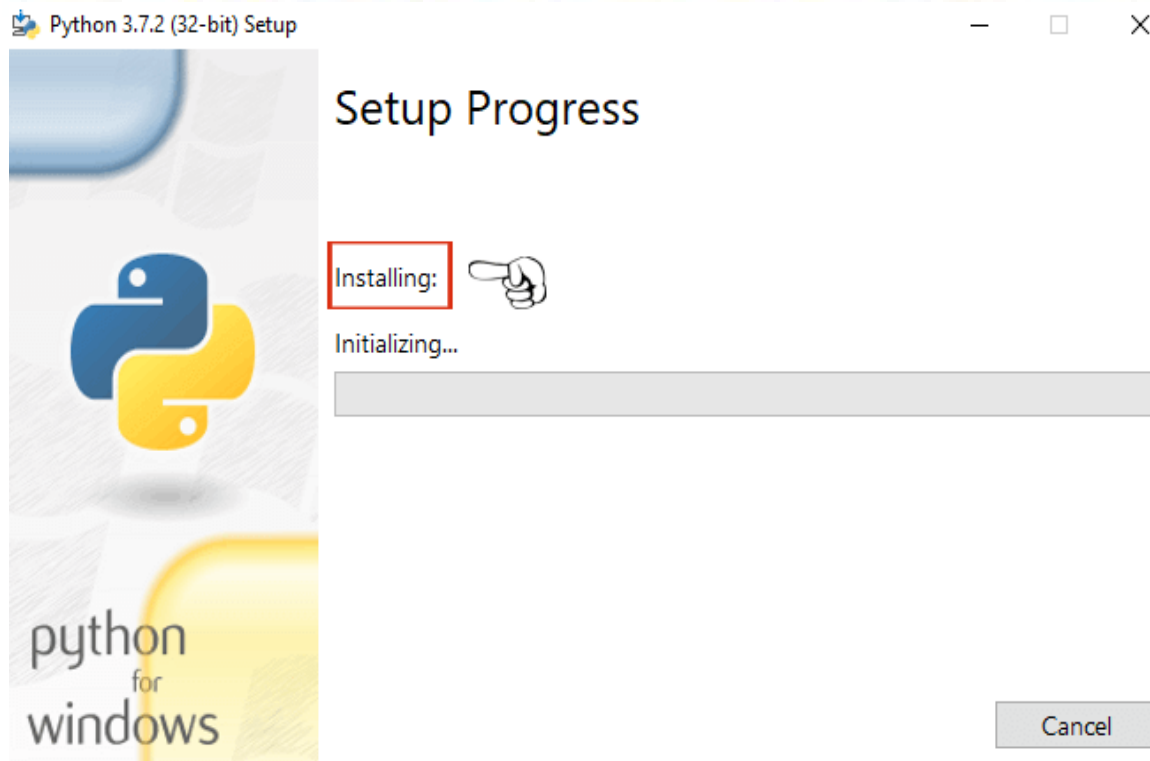 Python 3.7.2 (32-bit) Setup
Setup Progress
Installing:
Initializing...
python
for
windows
Cancel